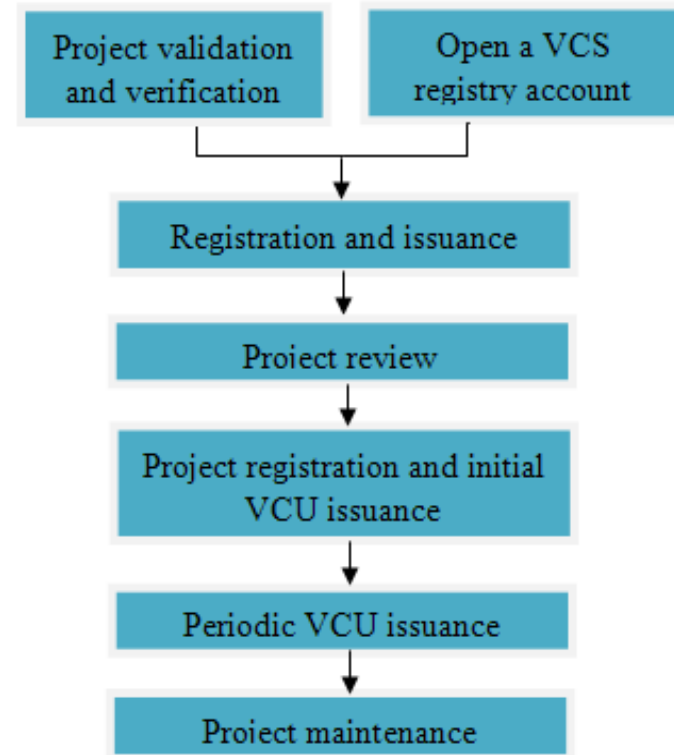 Project validation
and verification
Open a VCS
registry account
Registration and issuance
Project review
Project registration and initial
VCU issuance
Periodic VCU issuance
Project maintenance